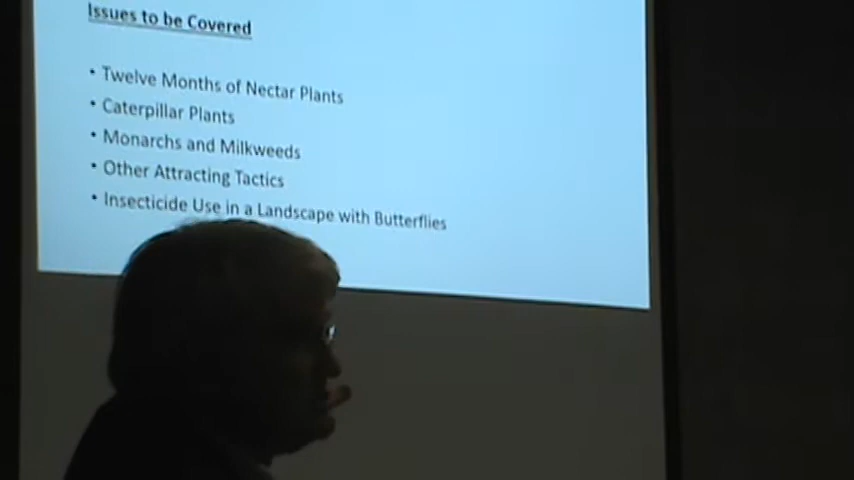 Issues to be Covered
• Twelve Months of Nectar Plants
• Caterpillar Plants
• Monarchs and Milkweeds
• Other Attracting Tactics
• Insecticide Use in a Landscape with Butterflies